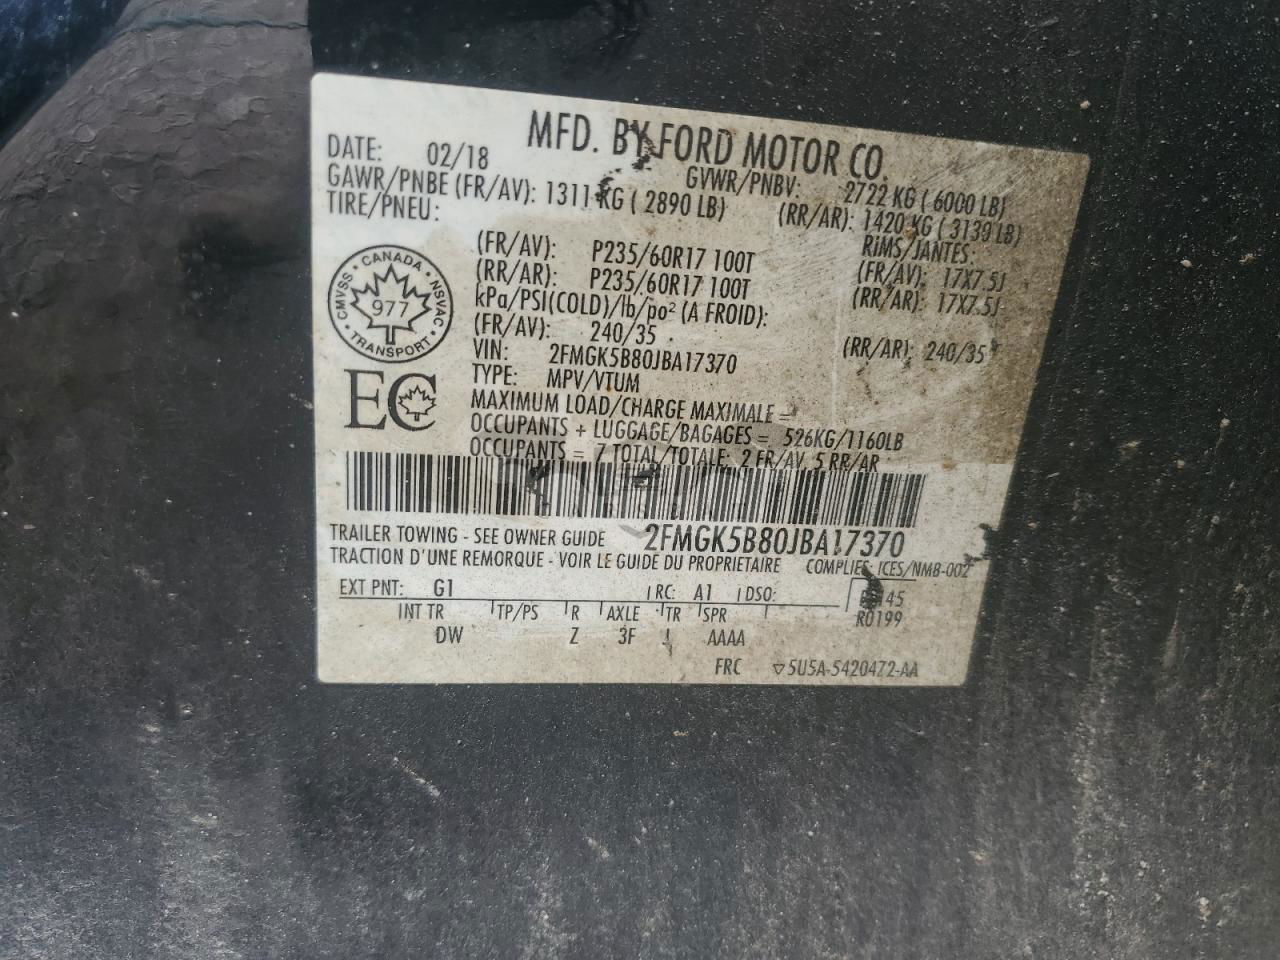 MFD. BY FORD MOTOR CO.
DATE: 02/18 GVWR/PNBV: 2722 KG ( 6000 LB)
GAWR/PNBE (FR/AV): 1311 KG ( 2890 LB) (RR/AR): 1420 KG ( 3130 LB)
TIRE/PNEU: RIMS/JANTES:
(FR/AV): P235/60R17 100T (FR/AV): 17X7.5J
(RR/AR): P235/60R17 100T (RR/AR): 17X7.5J
kPa/PSI(COLD)/lb/po² (A FROID):
(FR/AV): 240/35 (RR/AR): 240/35
VIN: 2FMGK5B80JBA17370
TYPE: MPV/VTUM
MAXIMUM LOAD/CHARGE MAXIMALE =
OCCUPANTS + LUGGAGE/BAGAGES = 526KG/1160LB
OCCUPANTS = 7 TOTAL/TOTALE: 2 FR/AV 5 RR/AR
CANADA
CMVSS · NSVAC
977
TRANSPORT
EC
2FMGK5B80JBA17370
TRAILER TOWING - SEE OWNER GUIDE
TRACTION D'UNE REMORQUE - VOIR LE GUIDE DU PROPRIETAIRE COMPLIES ICES/NMB-002
EXT PNT: G1 RC: A1 DSO: 45
R0199
INT TR TP/PS R AXLE TR SPR
DW Z 3F AAAA
FRC ▽5U5A-5420472-AA